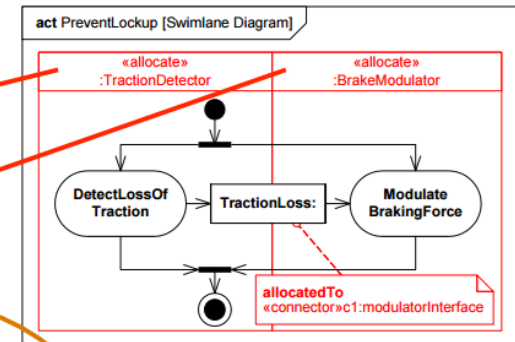 act PreventLockup [Swimlane Diagram]
«allocate»
:TractionDetector
«allocate»
:BrakeModulator
DetectLossOf
Traction
TractionLoss:
Modulate
BrakingForce
allocatedTo
«connector»c1:modulatorInterface